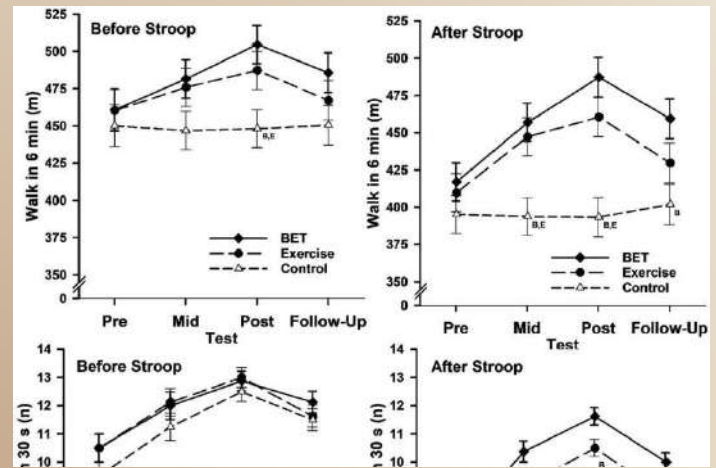 Before Stroop
525
500
475
450
425
400
375
350
0
Walk in 6 min (m)
B,E
BET
Exercise
Control
Pre Mid Post Follow-Up
Test
After Stroop
525
500
475
450
425
400
375
350
0
Walk in 6 min (m)
B,E
B,E
B
BET
Exercise
Control
Pre Mid Post Follow-Up
Test
Before Stroop
14
13
12
11
10
30 s (n)
After Stroop
14
13
12
11
10
30 s (n)
B